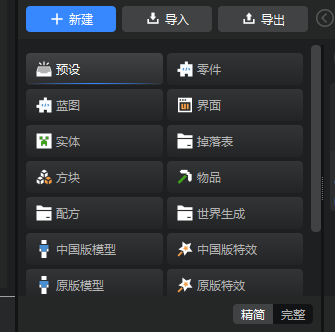 新建 导入 导出
预设 零件
蓝图 界面
实体 掉落表
方块 物品
配方 世界生成
中国版模型 中国版特效
原版模型 原版特效
精简 完整